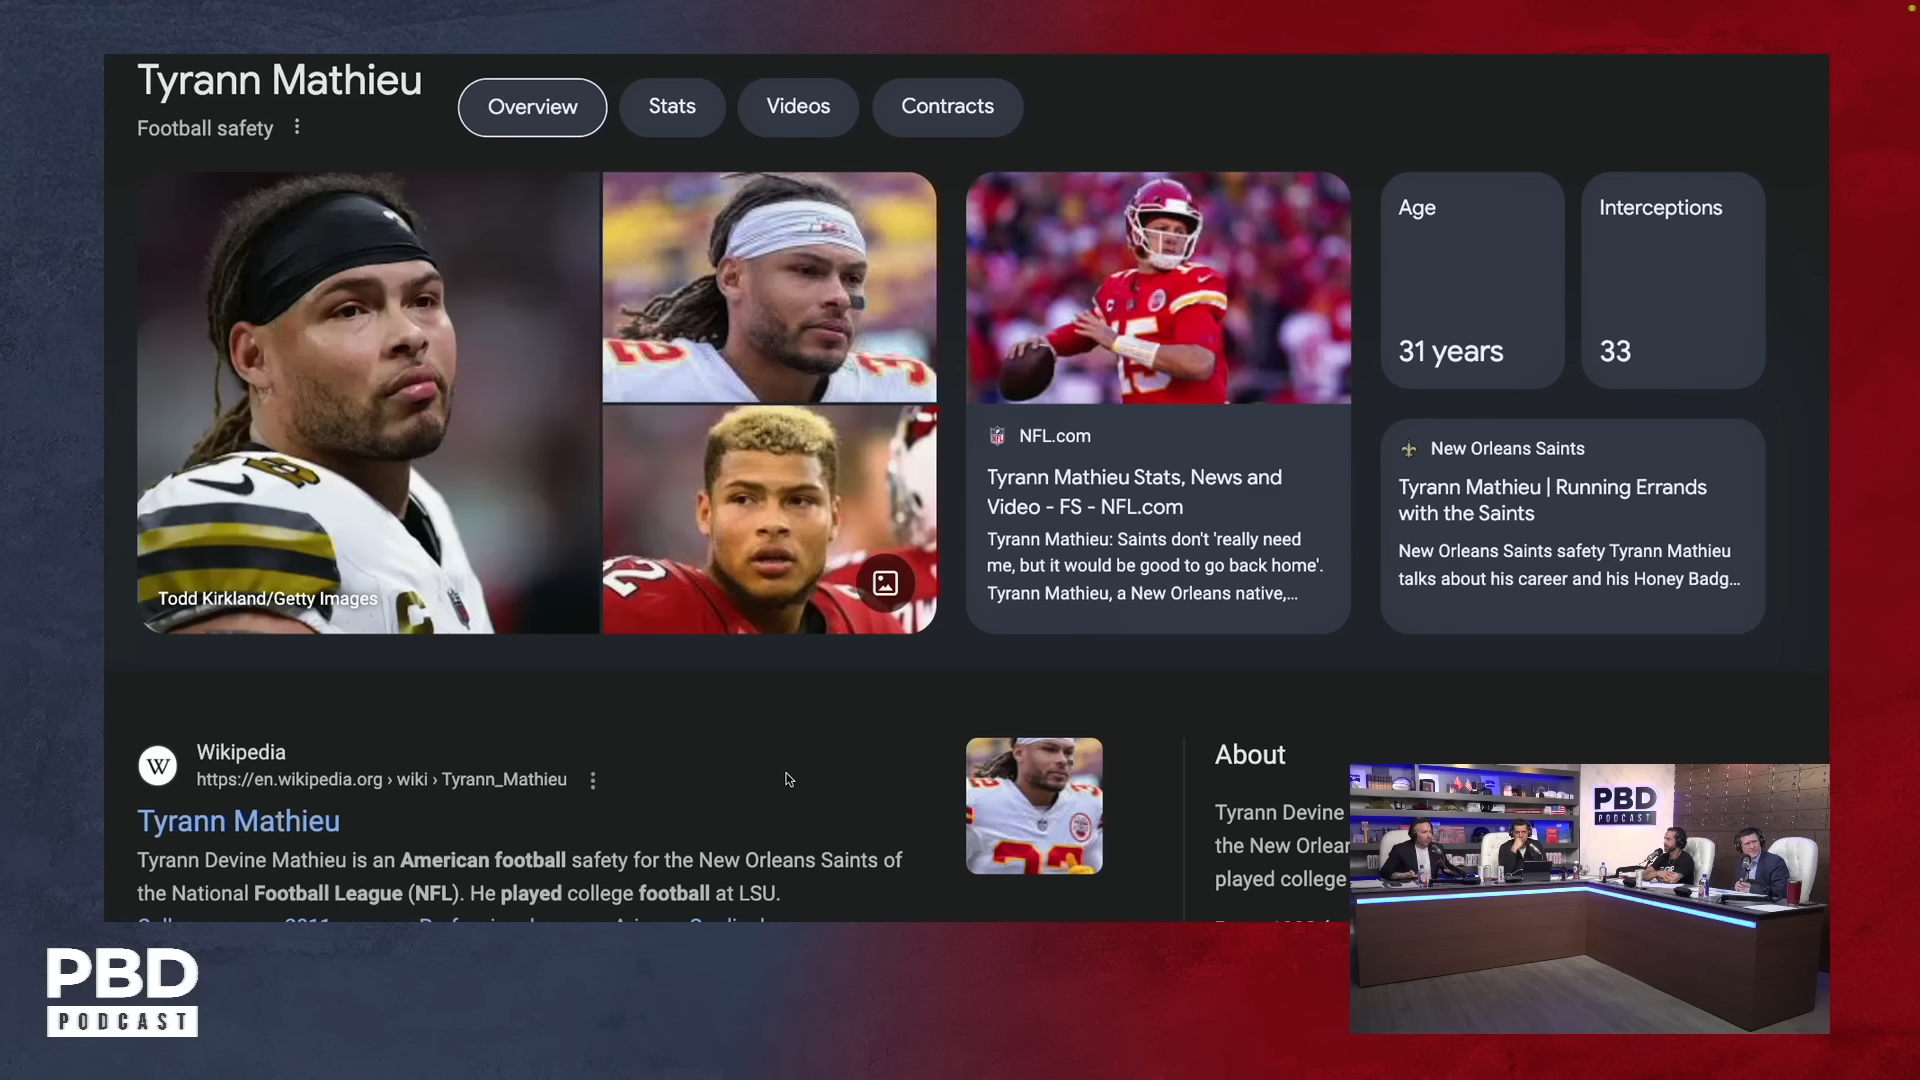 Tyrann Mathieu
Football safety
Overview
Stats
Videos
Contracts
Todd Kirkland/Getty Images
NFL.com
Tyrann Mathieu Stats, News and
Video - FS - NFL.com
Tyrann Mathieu: Saints don't 'really need
me, but it would be good to go back home'.
Tyrann Mathieu, a New Orleans native,...
Age
31 years
Interceptions
33
New Orleans Saints
Tyrann Mathieu | Running Errands
with the Saints
New Orleans Saints safety Tyrann Mathieu
talks about his career and his Honey Badg...
Wikipedia
https://en.wikipedia.org › wiki › Tyrann_Mathieu
Tyrann Mathieu
Tyrann Devine Mathieu is an American football safety for the New Orleans Saints of
the National Football League (NFL). He played college football at LSU.
About
Tyrann Devine
the New Orlean
played college
PBD
PODCAST
PBD
PODCAST